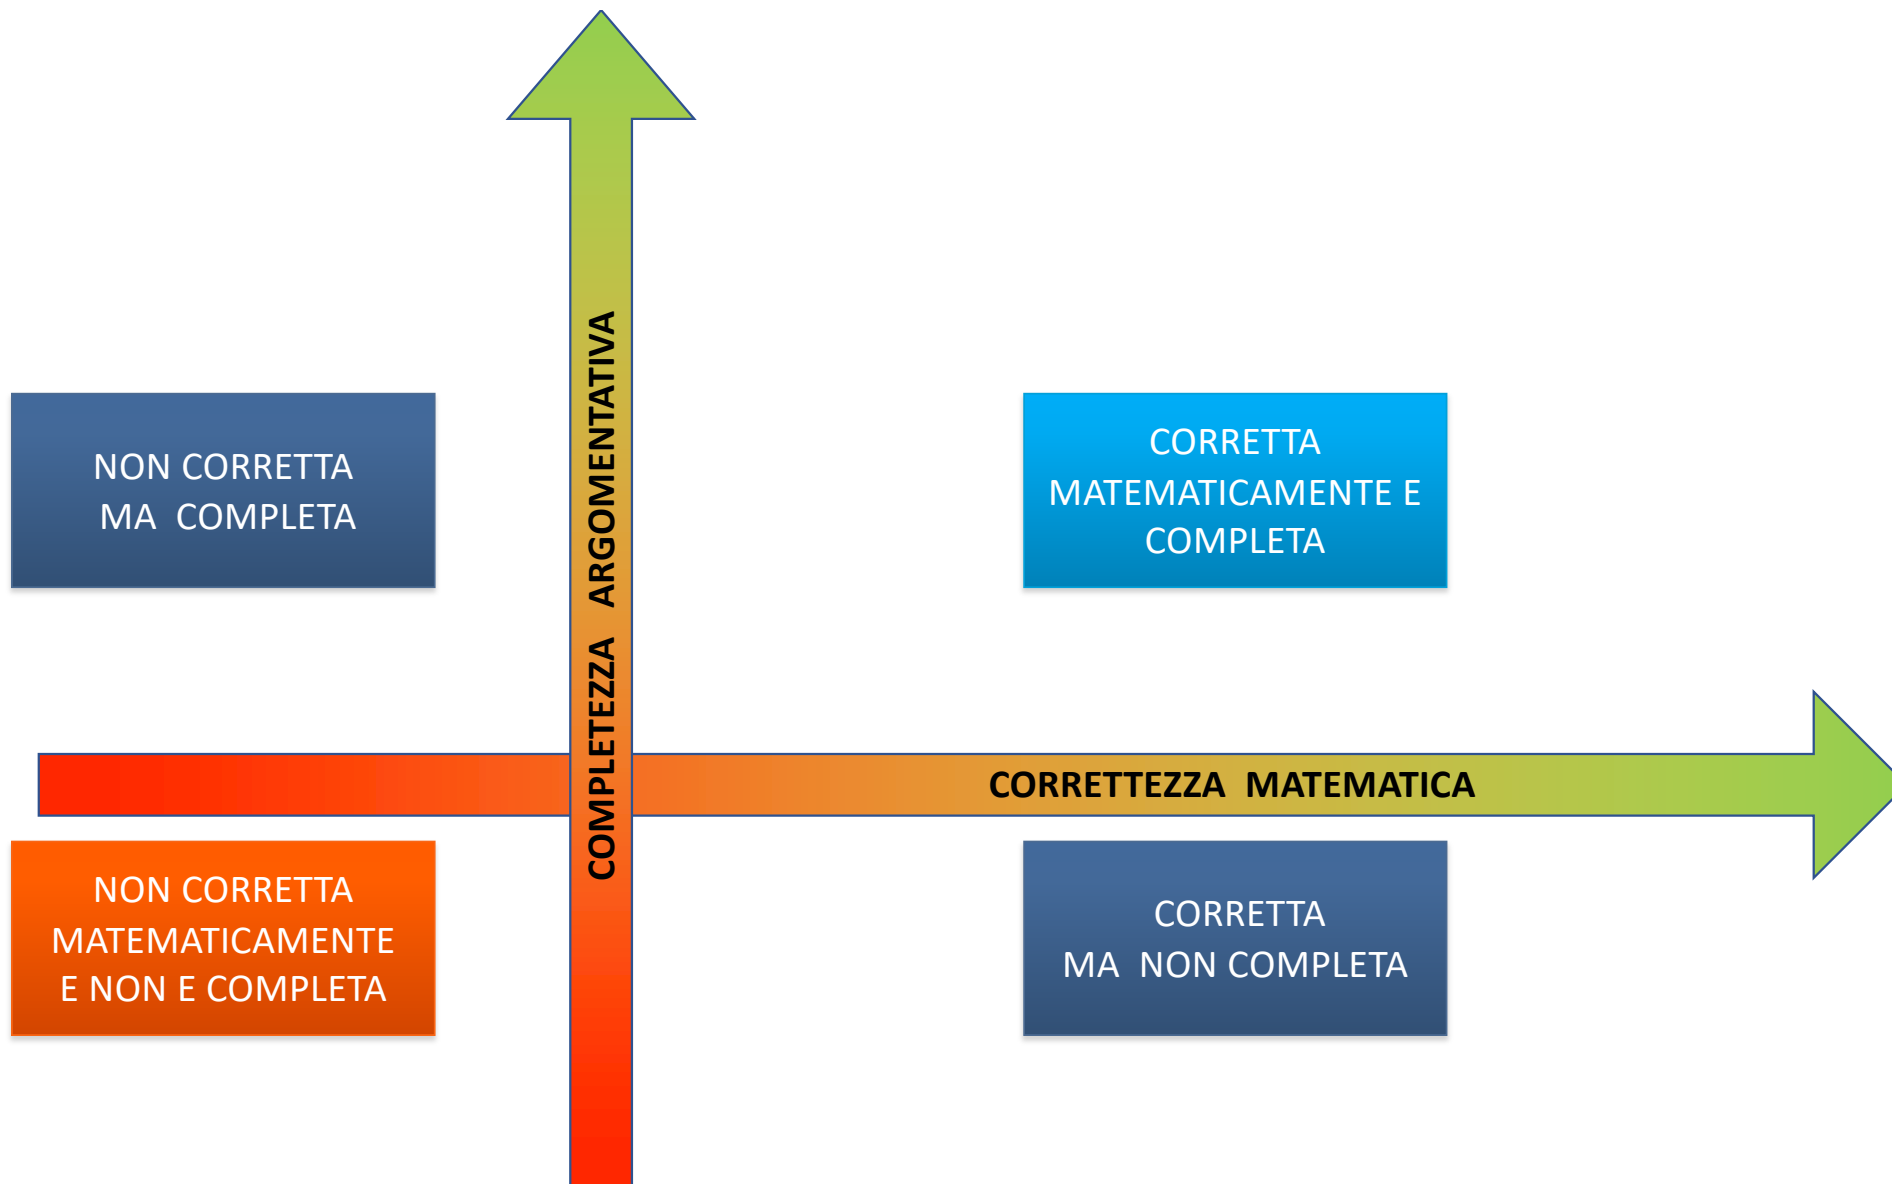 COMPLETEZZA ARGOMENTATIVA
NON CORRETTA
MA COMPLETA
CORRETTA
MATEMATICAMENTE E
COMPLETA
CORRETTEZZA MATEMATICA
NON CORRETTA
MATEMATICAMENTE
E NON E COMPLETA
CORRETTA
MA NON COMPLETA